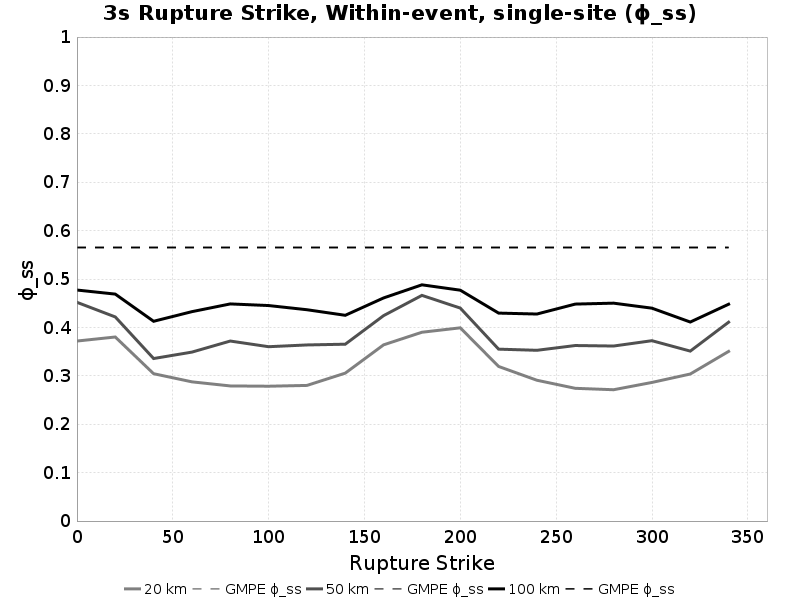 3s Rupture Strike, Within-event, single-site (ϕ_ss)
1
0.9
0.8
0.7
0.6
0.5
0.4
0.3
0.2
0.1
0
ϕ_ss
0 50 100 150 200 250 300 350
Rupture Strike
20 km GMPE ϕ_ss 50 km GMPE ϕ_ss 100 km GMPE ϕ_ss